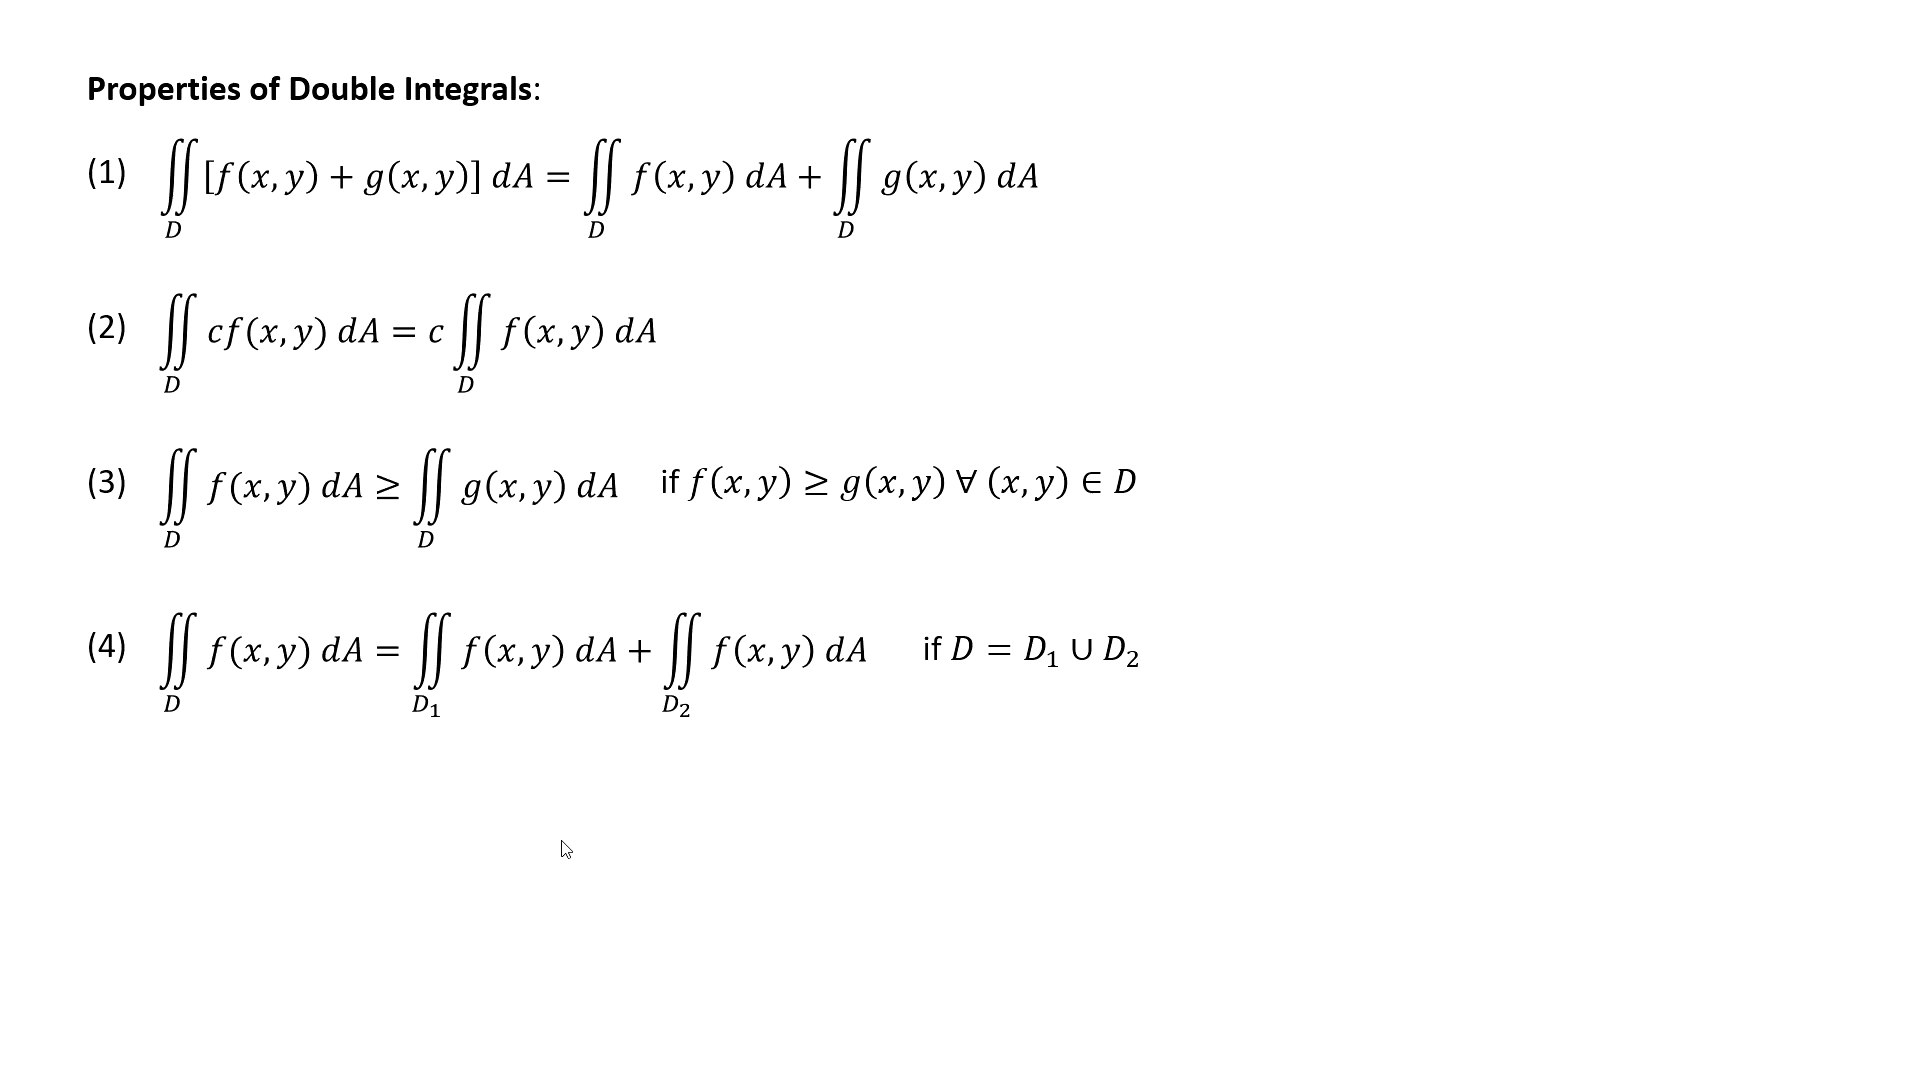 Properties of Double Integrals:
(1) ∬_D [f(x, y) + g(x, y)] dA = ∬_D f(x, y) dA + ∬_D g(x, y) dA
(2) ∬_D cf(x, y) dA = c ∬_D f(x, y) dA
(3) ∬_D f(x, y) dA ≥ ∬_D g(x, y) dA if f(x, y) ≥ g(x, y) ∀ (x, y) ∈ D
(4) ∬_D f(x, y) dA = ∬_{D₁} f(x, y) dA + ∬_{D₂} f(x, y) dA if D = D₁ ∪ D₂